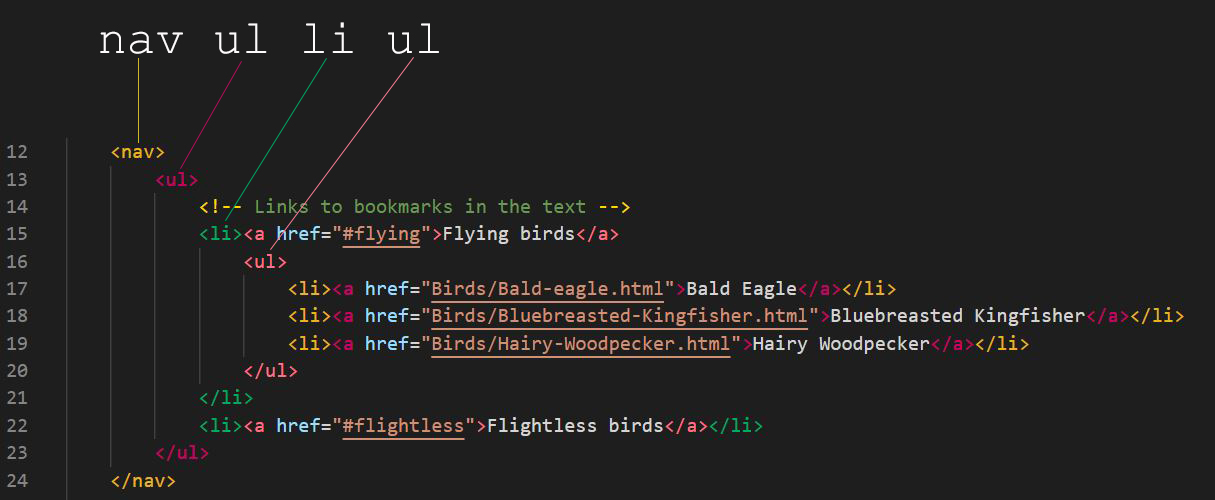 nav ul li ul
12 <nav>
13 <ul>
14 <!-- Links to bookmarks in the text -->
15 <li><a href="#flying">Flying birds</a>
16 <ul>
17 <li><a href="Birds/Bald-eagle.html">Bald Eagle</a></li>
18 <li><a href="Birds/Bluebreasted-Kingfisher.html">Bluebreasted Kingfisher</a></li>
19 <li><a href="Birds/Hairy-Woodpecker.html">Hairy Woodpecker</a></li>
20 </ul>
21 </li>
22 <li><a href="#flightless">Flightless birds</a></li>
23 </ul>
24 </nav>